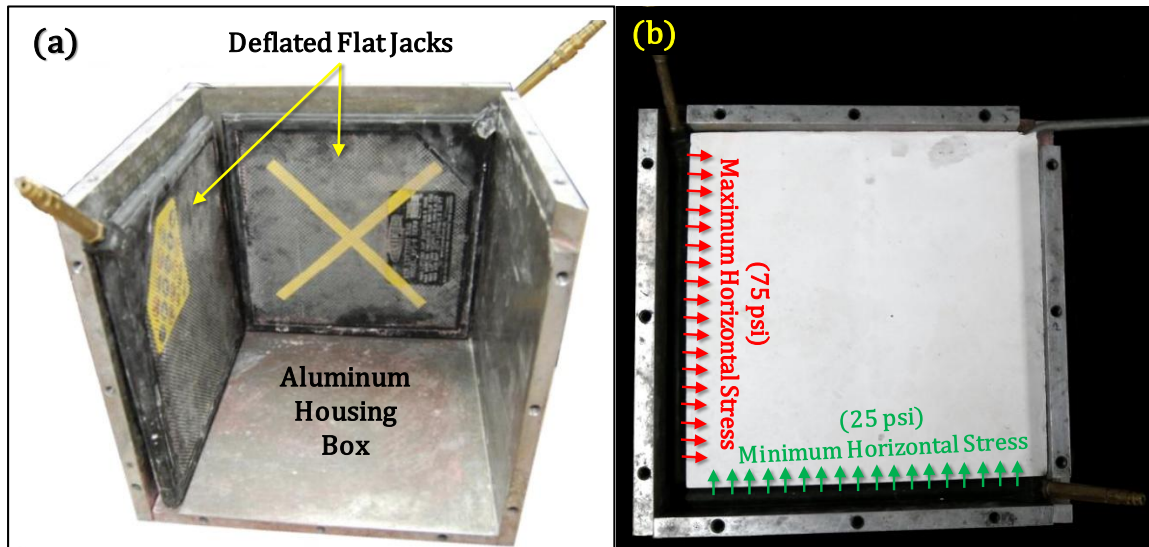 (a)
Deflated Flat Jacks
Aluminum
Housing
Box
(b)
Maximum Horizontal Stress
(75 psi)
(25 psi)
Minimum Horizontal Stress